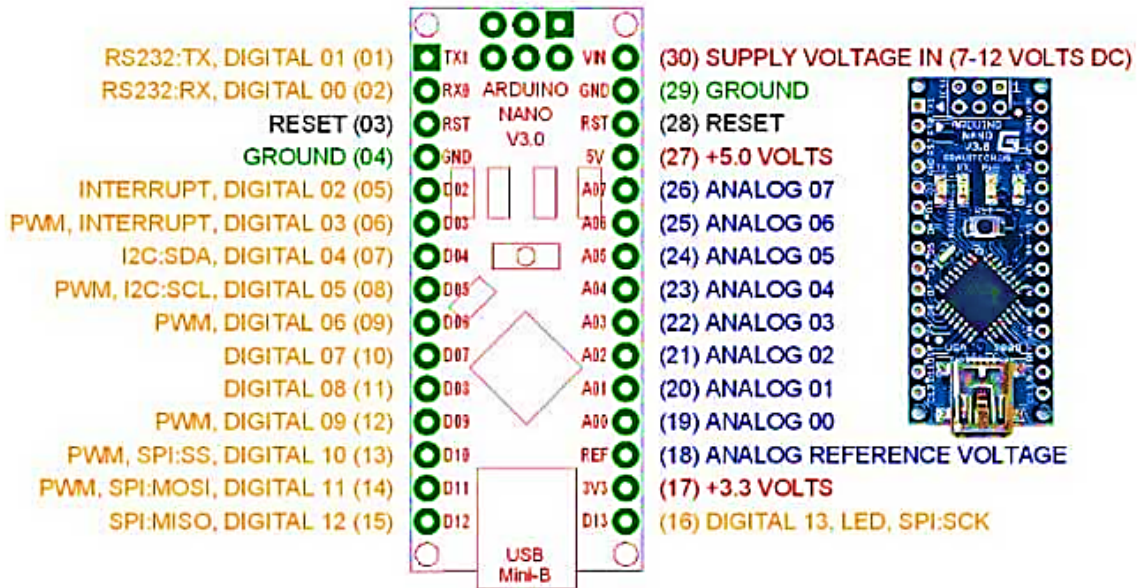 RS232:TX, DIGITAL 01 (01)
RS232:RX, DIGITAL 00 (02)
RESET (03)
GROUND (04)
INTERRUPT, DIGITAL 02 (05)
PWM, INTERRUPT, DIGITAL 03 (06)
I2C:SDA, DIGITAL 04 (07)
PWM, I2C:SCL, DIGITAL 05 (08)
PWM, DIGITAL 06 (09)
DIGITAL 07 (10)
DIGITAL 08 (11)
PWM, DIGITAL 09 (12)
PWM, SPI:SS, DIGITAL 10 (13)
PWM, SPI:MOSI, DIGITAL 11 (14)
SPI:MISO, DIGITAL 12 (15)
TX1
RX0
RST
GND
D02
D03
D04
D05
D06
D07
D08
D09
D10
D11
D12
ARDUINO
NANO
V3.0
USB
Mini-B
VIN
GND
RST
5V
A07
A06
A05
A04
A03
A02
A01
A00
REF
3V3
D13
(30) SUPPLY VOLTAGE IN (7-12 VOLTS DC)
(29) GROUND
(28) RESET
(27) +5.0 VOLTS
(26) ANALOG 07
(25) ANALOG 06
(24) ANALOG 05
(23) ANALOG 04
(22) ANALOG 03
(21) ANALOG 02
(20) ANALOG 01
(19) ANALOG 00
(18) ANALOG REFERENCE VOLTAGE
(17) +3.3 VOLTS
(16) DIGITAL 13, LED, SPI:SCK
ARDUINO
NANO